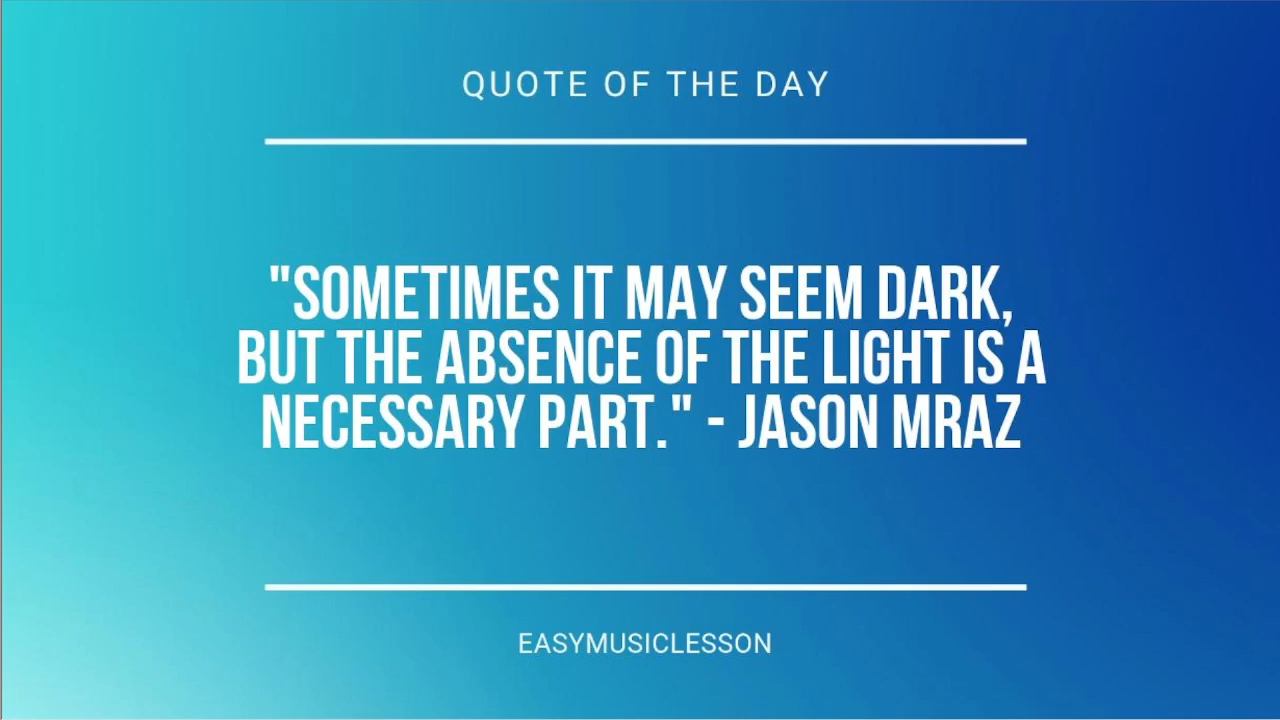 QUOTE OF THE DAY
"SOMETIMES IT MAY SEEM DARK,
BUT THE ABSENCE OF THE LIGHT IS A
NECESSARY PART." - JASON MRAZ
EASYMUSICLESSON